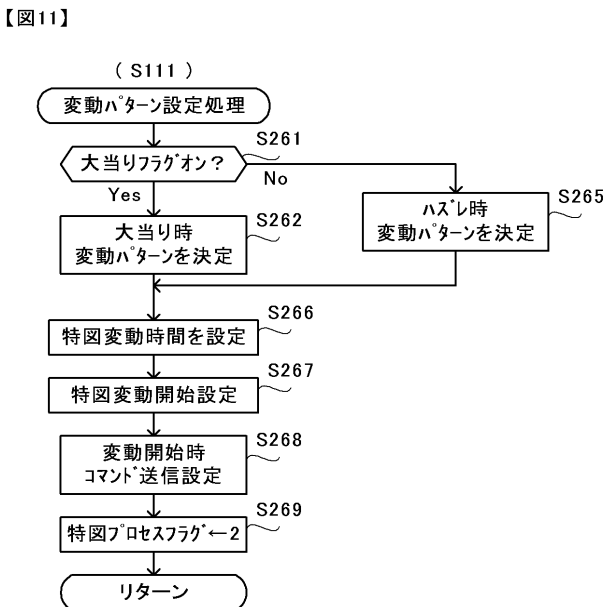 【図11】
( S111 )
変動パターン設定処理
S261
大当りフラグオン？
No
Yes
S262
大当り時
変動パターンを決定
S265
ハズレ時
変動パターンを決定
S266
特図変動時間を設定
S267
特図変動開始設定
S268
変動開始時
コマンド送信設定
S269
特図プロセスフラグ←2
リターン